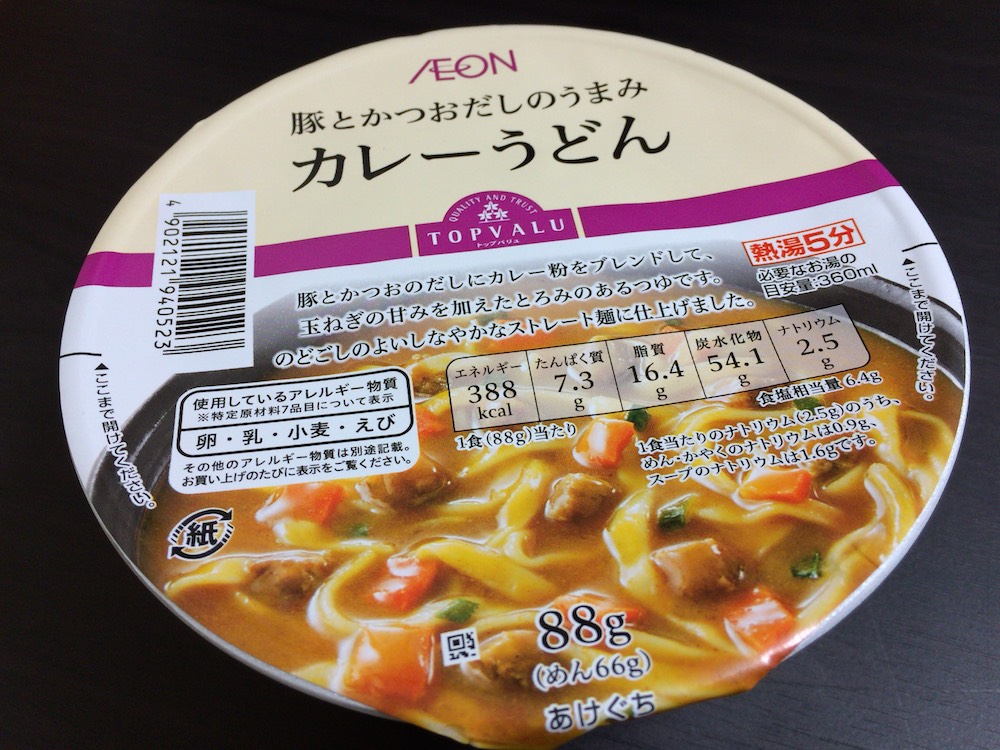 ÆON
豚とかつおだしのうまみ
カレーうどん
QUALITY AND TRUST
TOPVALU
トップバリュ
4 902121 940523
豚とかつおのだしにカレー粉をブレンドして、
玉ねぎの甘みを加えたとろみのあるつゆです。
のどごしのよいしなやかなストレート麺に仕上げました。
熱湯5分
必要なお湯の
目安量:360ml
エネルギー 388 kcal
たんぱく質 7.3 g
脂質 16.4 g
炭水化物 54.1 g
ナトリウム 2.5 g
1食(88g)当たり
食塩相当量 6.4g
1食当たりのナトリウム(2.5g)のうち、
めん・かやくのナトリウムは0.9g、
スープのナトリウムは1.6gです。
使用しているアレルギー物質
※特定原材料7品目について表示
卵・乳・小麦・えび
その他のアレルギー物質は別途記載。
お買い上げのたびに表示をご覧ください。
▲ここまで開けてください。
▲ここまで開けてください。
紙
88g
(めん66g)
あけぐち